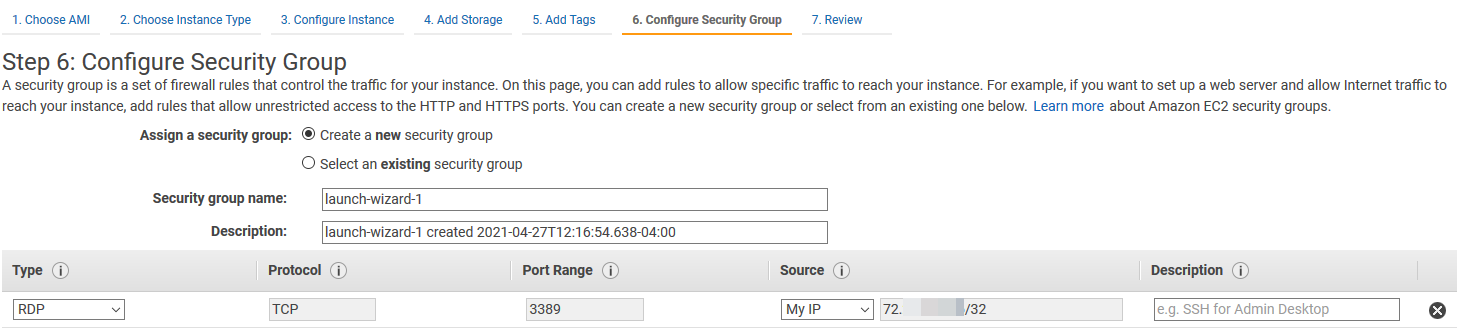 1. Choose AMI 2. Choose Instance Type 3. Configure Instance 4. Add Storage 5. Add Tags 6. Configure Security Group 7. Review
Step 6: Configure Security Group
A security group is a set of firewall rules that control the traffic for your instance. On this page, you can add rules to allow specific traffic to reach your instance. For example, if you want to set up a web server and allow Internet traffic to
reach your instance, add rules that allow unrestricted access to the HTTP and HTTPS ports. You can create a new security group or select from an existing one below. Learn more about Amazon EC2 security groups.
Assign a security group: Create a new security group
Select an existing security group
Security group name: launch-wizard-1
Description: launch-wizard-1 created 2021-04-27T12:16:54.638-04:00
Type Protocol Port Range Source Description
RDP TCP 3389 My IP 72. /32 e.g. SSH for Admin Desktop